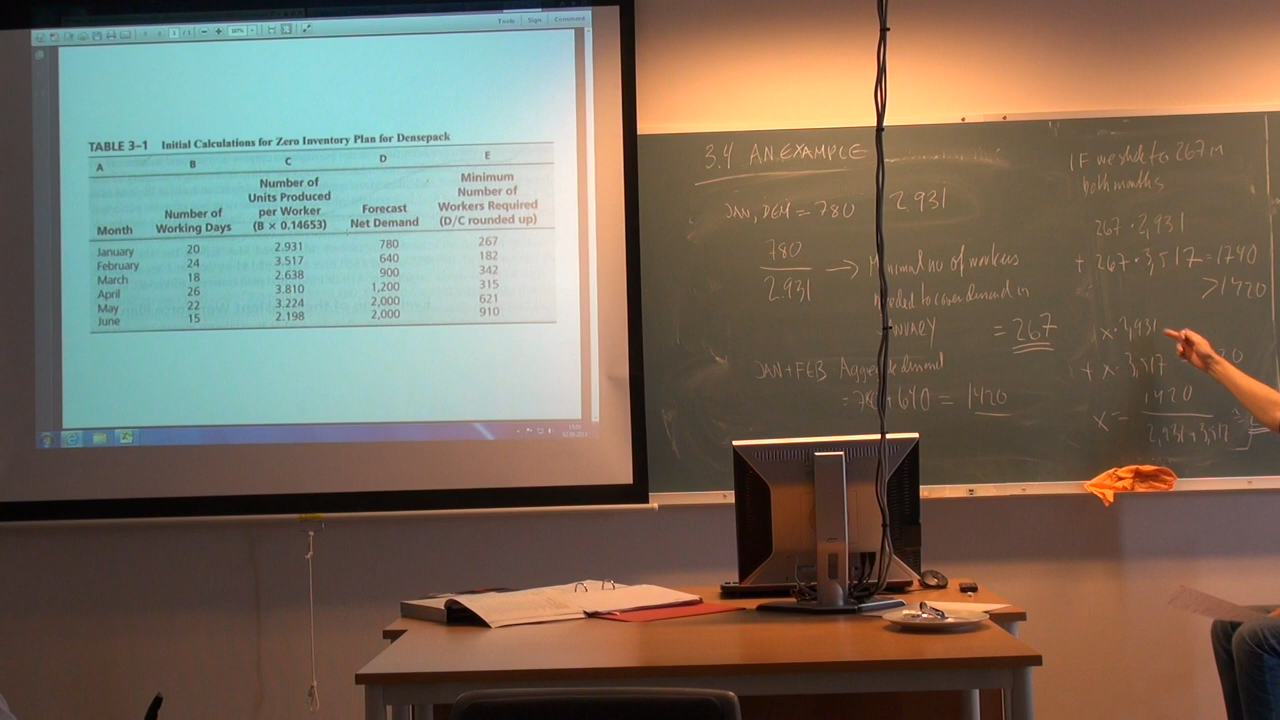 Tools Sign Comment
TABLE 3–1 Initial Calculations for Zero Inventory Plan for Densepack
A B C D E
Month Number of Working Days Number of Units Produced per Worker (B × 0.14653) Forecast Net Demand Minimum Number of Workers Required (D/C rounded up)
January 20 2.931 780 267
February 24 3.517 640 182
March 18 2.638 900 342
April 26 3.810 1,200 315
May 22 3.224 2,000 621
June 15 2.198 2,000 910
3.4 AN EXAMPLE
JAN, DEM = 780 2.931
780
2.931
→ Minimal no of workers
needed to cover demand in
= 267
JAN + FEB Aggregate demand
640 = 1420
IF we stick to 267 in
both months
267 · 2,931
+ 267 · 3,517 = 1740
> 1420
x · 2,931
+ x · 3,517
x = 1420
2,931 + 3,517